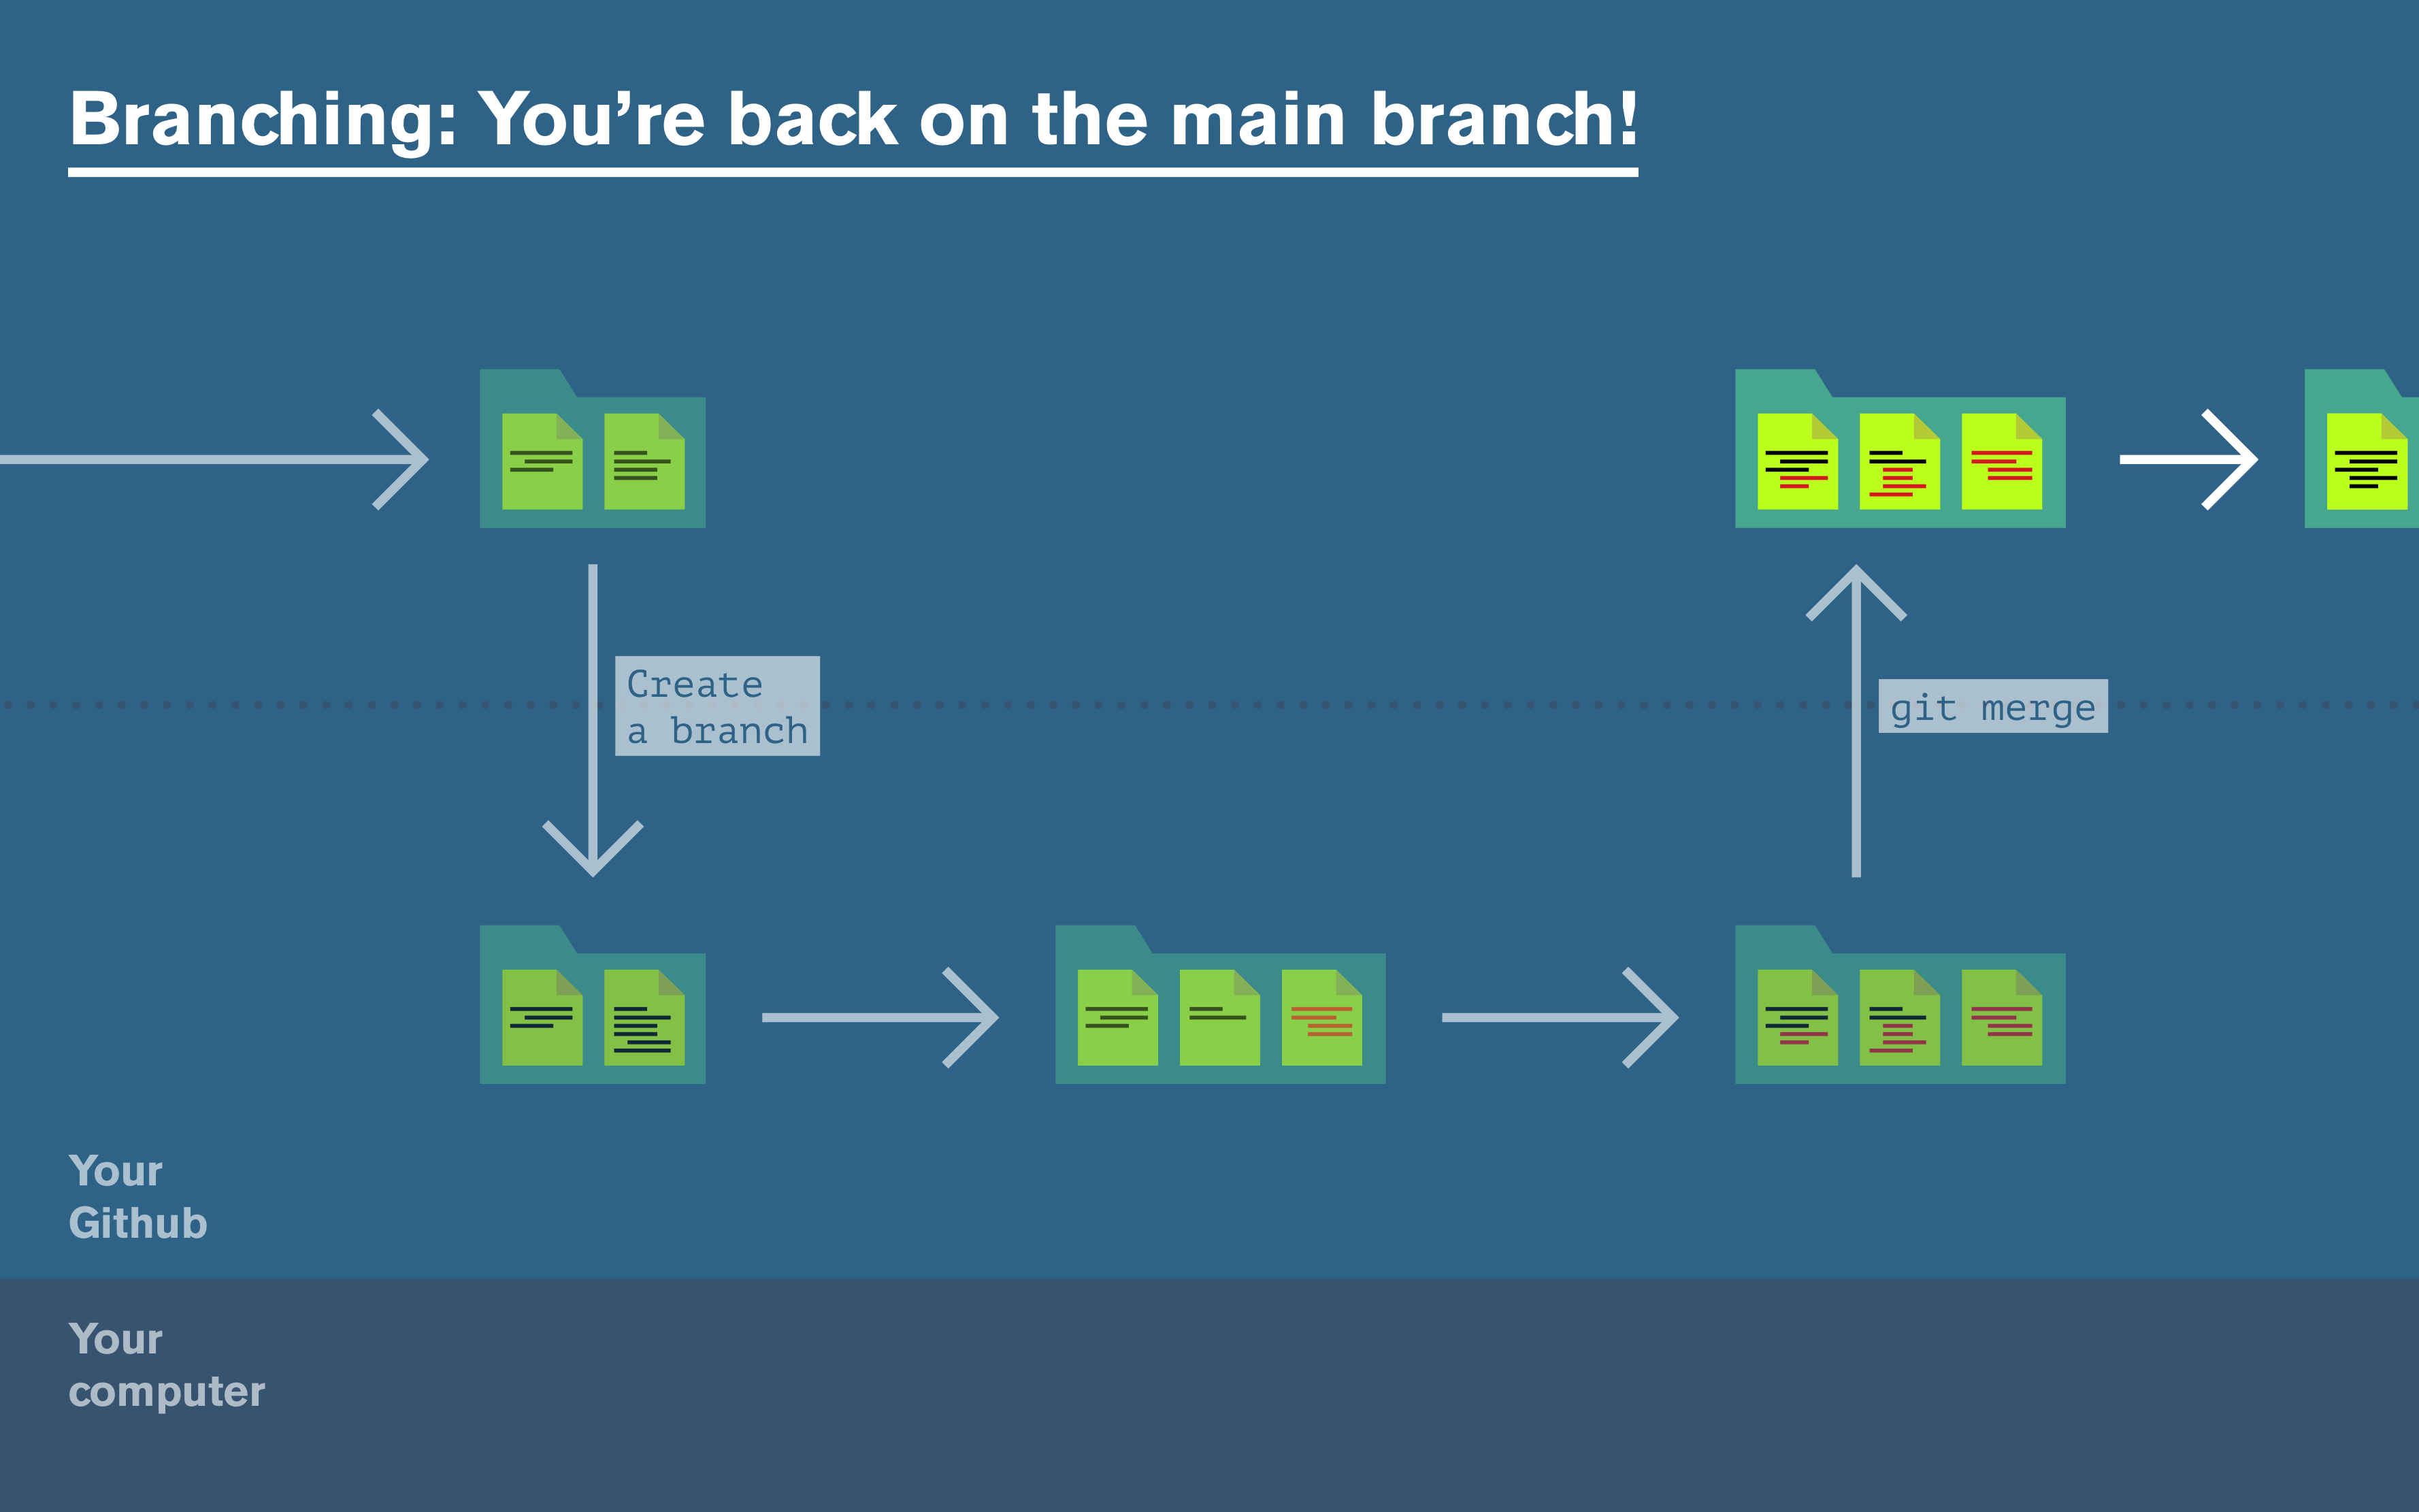 Branching: You’re back on the main branch!
Create
a branch
git merge
Your
Github
Your
computer